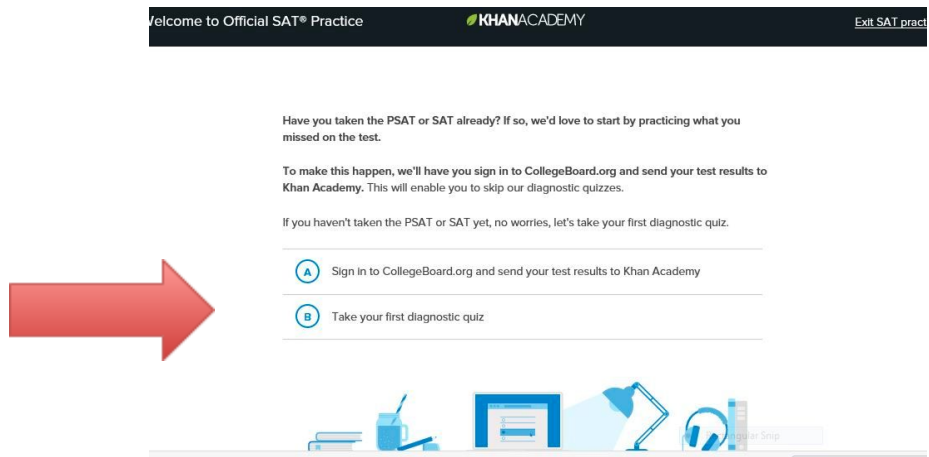 Welcome to Official SAT® Practice
KHANACADEMY
Exit SAT pract
Have you taken the PSAT or SAT already? If so, we'd love to start by practicing what you
missed on the test.
To make this happen, we'll have you sign in to CollegeBoard.org and send your test results to
Khan Academy. This will enable you to skip our diagnostic quizzes.
If you haven't taken the PSAT or SAT yet, no worries, let's take your first diagnostic quiz.
A Sign in to CollegeBoard.org and send your test results to Khan Academy
B Take your first diagnostic quiz
Rectangular Snip